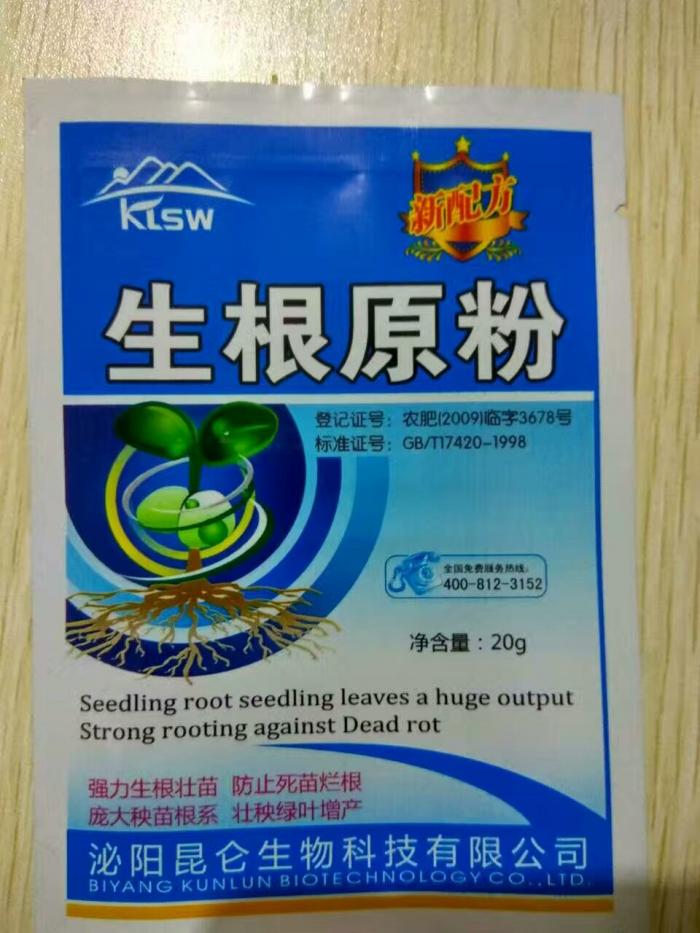 KLSW
新配方
生根原粉
登记证号：农肥(2009)临字3678号
标准证号：GB/T17420-1998
全国免费服务热线：
400-812-3152
净含量：20g
Seedling root seedling leaves a huge output
Strong rooting against Dead rot
强力生根壮苗 防止死苗烂根
庞大秧苗根系 壮秧绿叶增产
泌阳昆仑生物科技有限公司
BIYANG KUNLUN BIOTECHNOLOGY CO.,LTD.